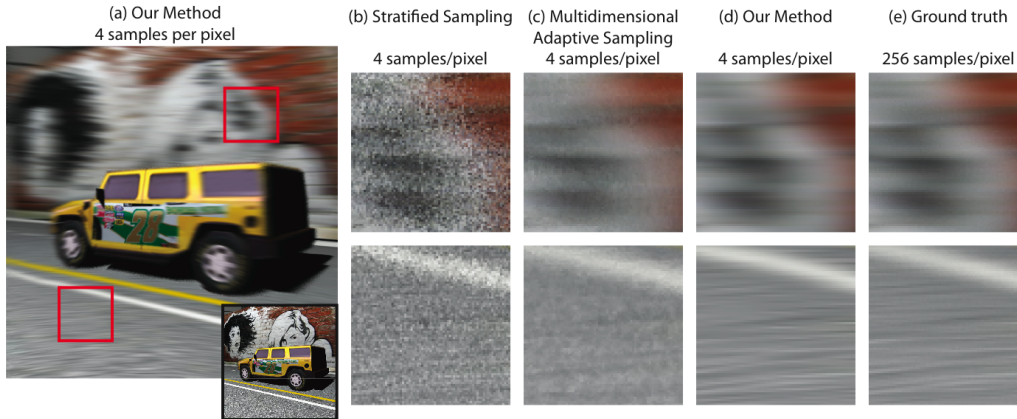 (a) Our Method
4 samples per pixel
(b) Stratified Sampling
4 samples/pixel
(c) Multidimensional
Adaptive Sampling
4 samples/pixel
(d) Our Method
4 samples/pixel
(e) Ground truth
256 samples/pixel
28